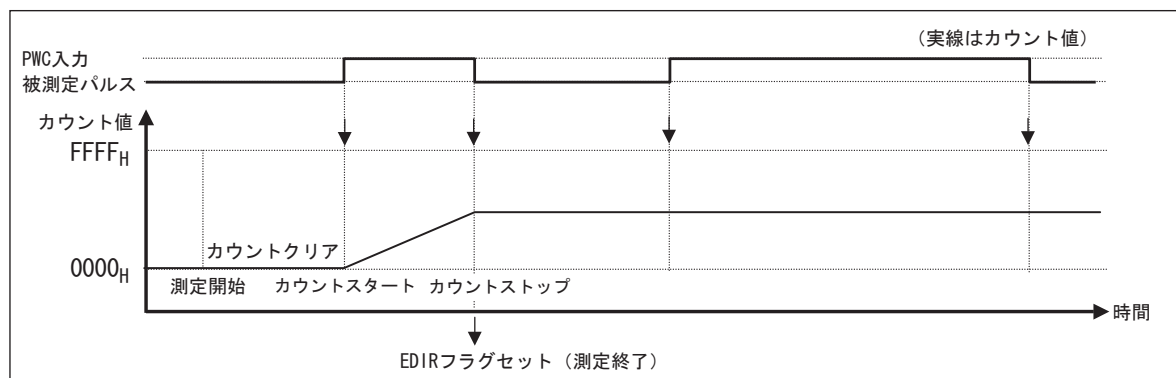 (実線はカウント値)
PWC入力
被測定パルス
カウント値
FFFFH
カウントクリア
0000H
測定開始 カウントスタート カウントストップ
時間
EDIRフラグセット(測定終了)